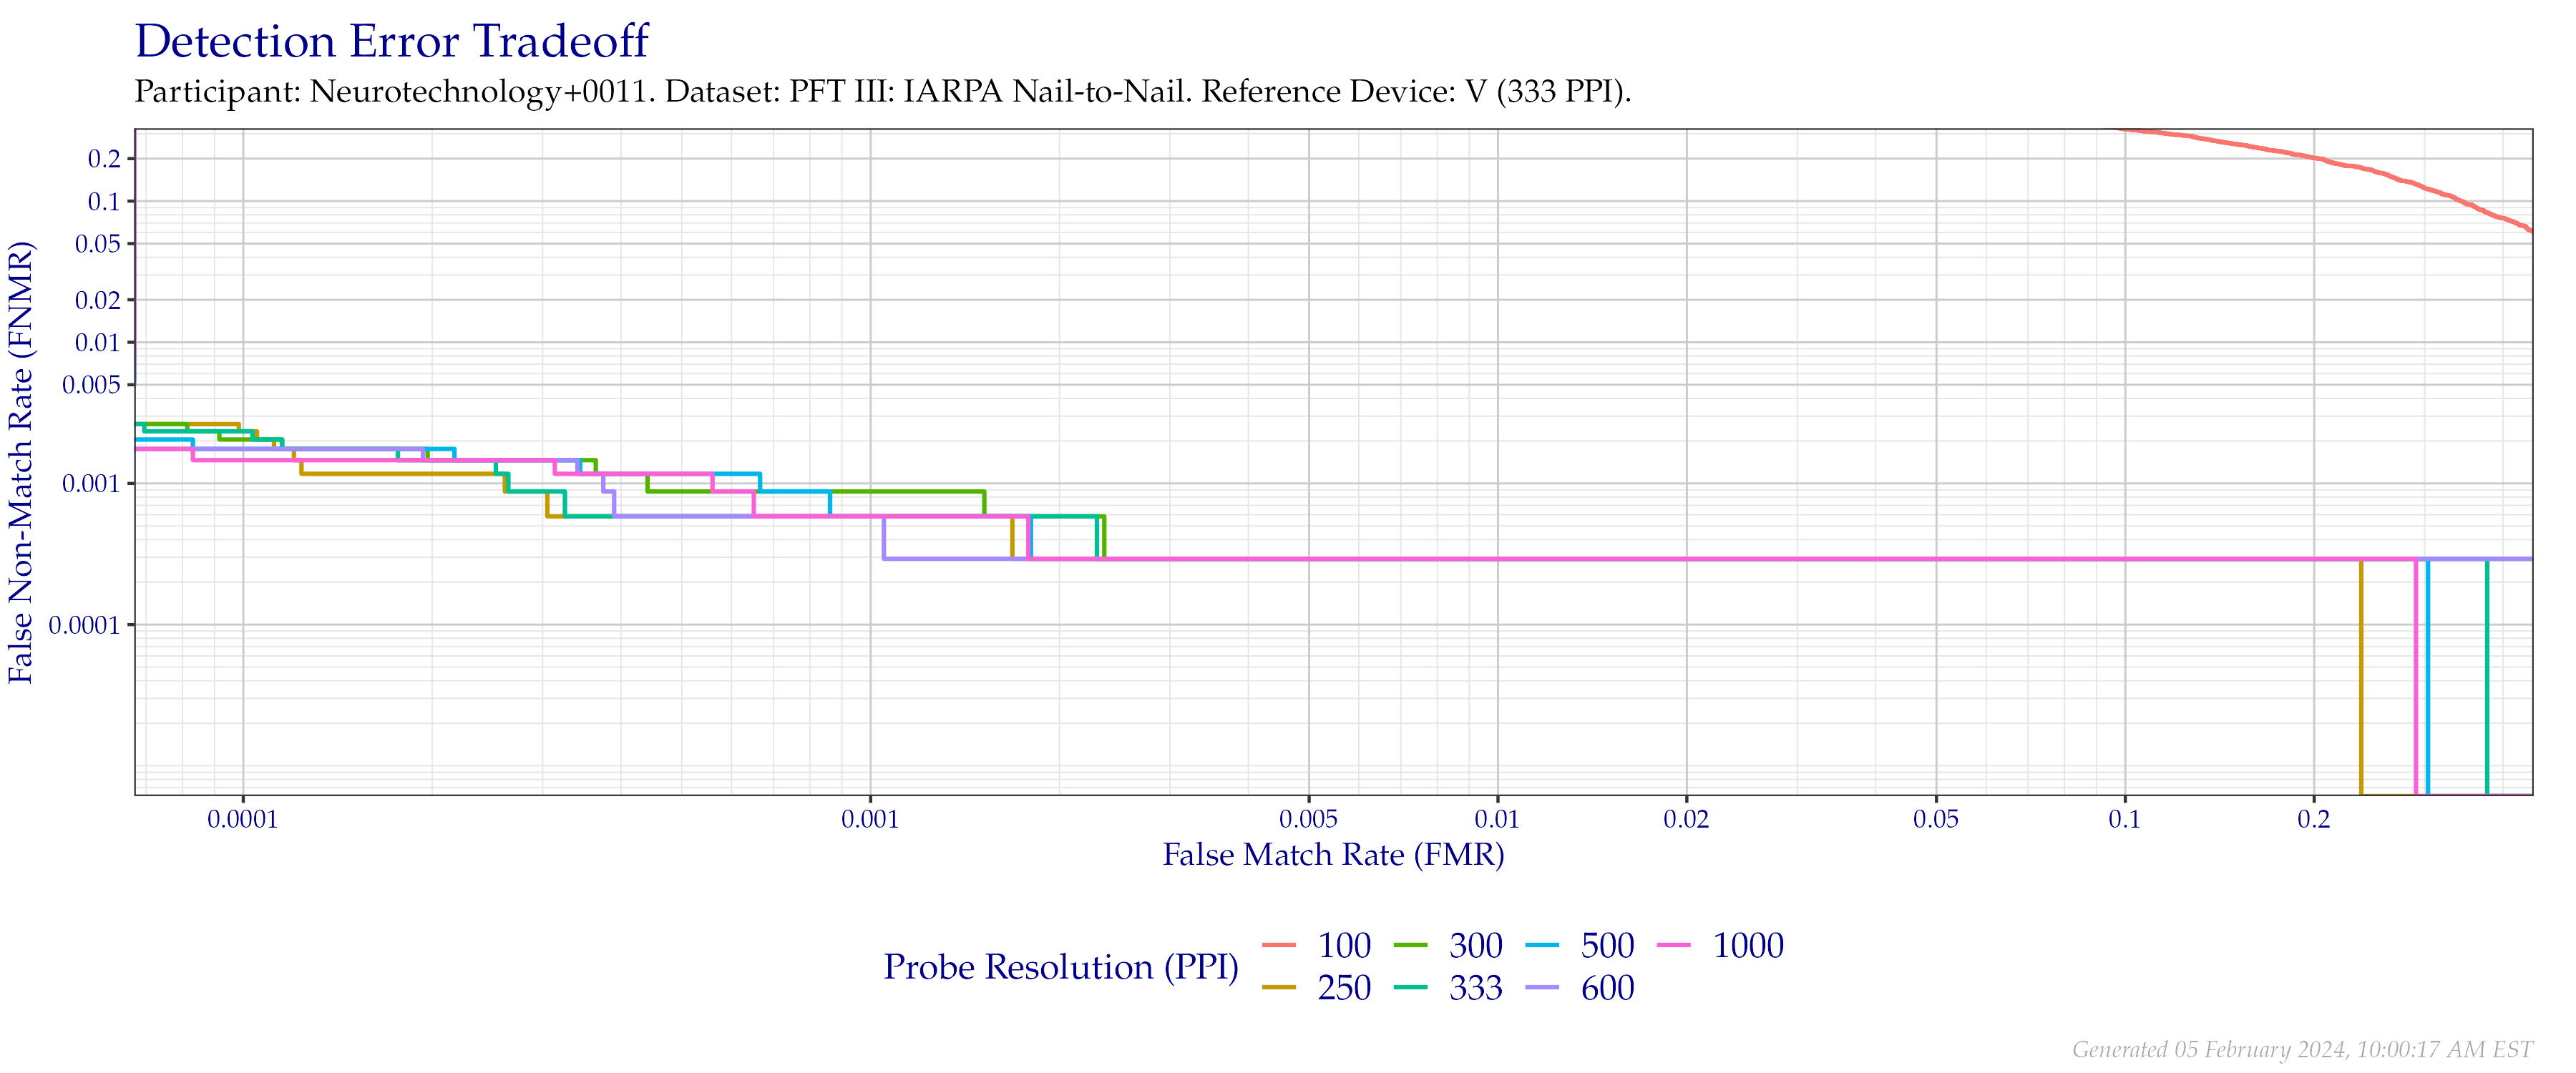 Detection Error Tradeoff
Participant: Neurotechnology+0011. Dataset: PFT III: IARPA Nail-to-Nail. Reference Device: V (333 PPI).
False Non-Match Rate (FNMR)
0.2
0.1
0.05
0.02
0.01
0.005
0.001
0.0001
0.0001 0.001 0.005 0.01 0.02 0.05 0.1 0.2
False Match Rate (FMR)
Probe Resolution (PPI)
100 300 500 1000
250 333 600
Generated 05 February 2024, 10:00:17 AM EST